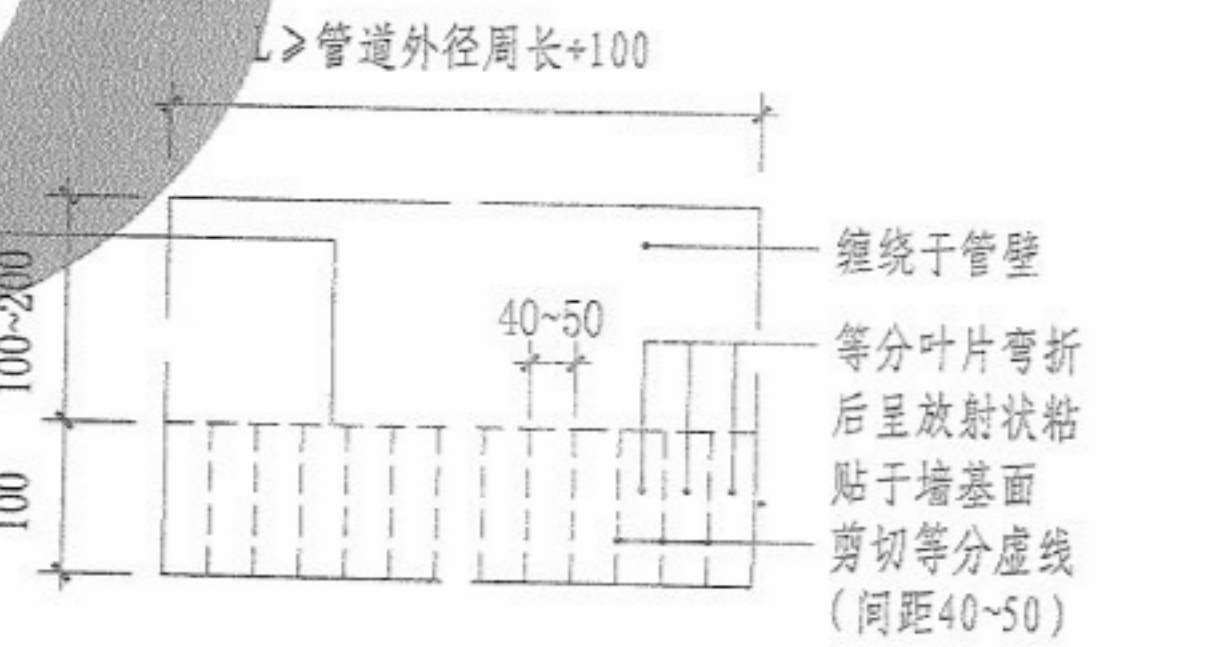 L≥管道外径周长+100
缠绕于管壁
40~50
等分叶片弯折
后呈放射状粘
贴于墙基面
剪切等分虚线
(间距40~50)
100~200
100